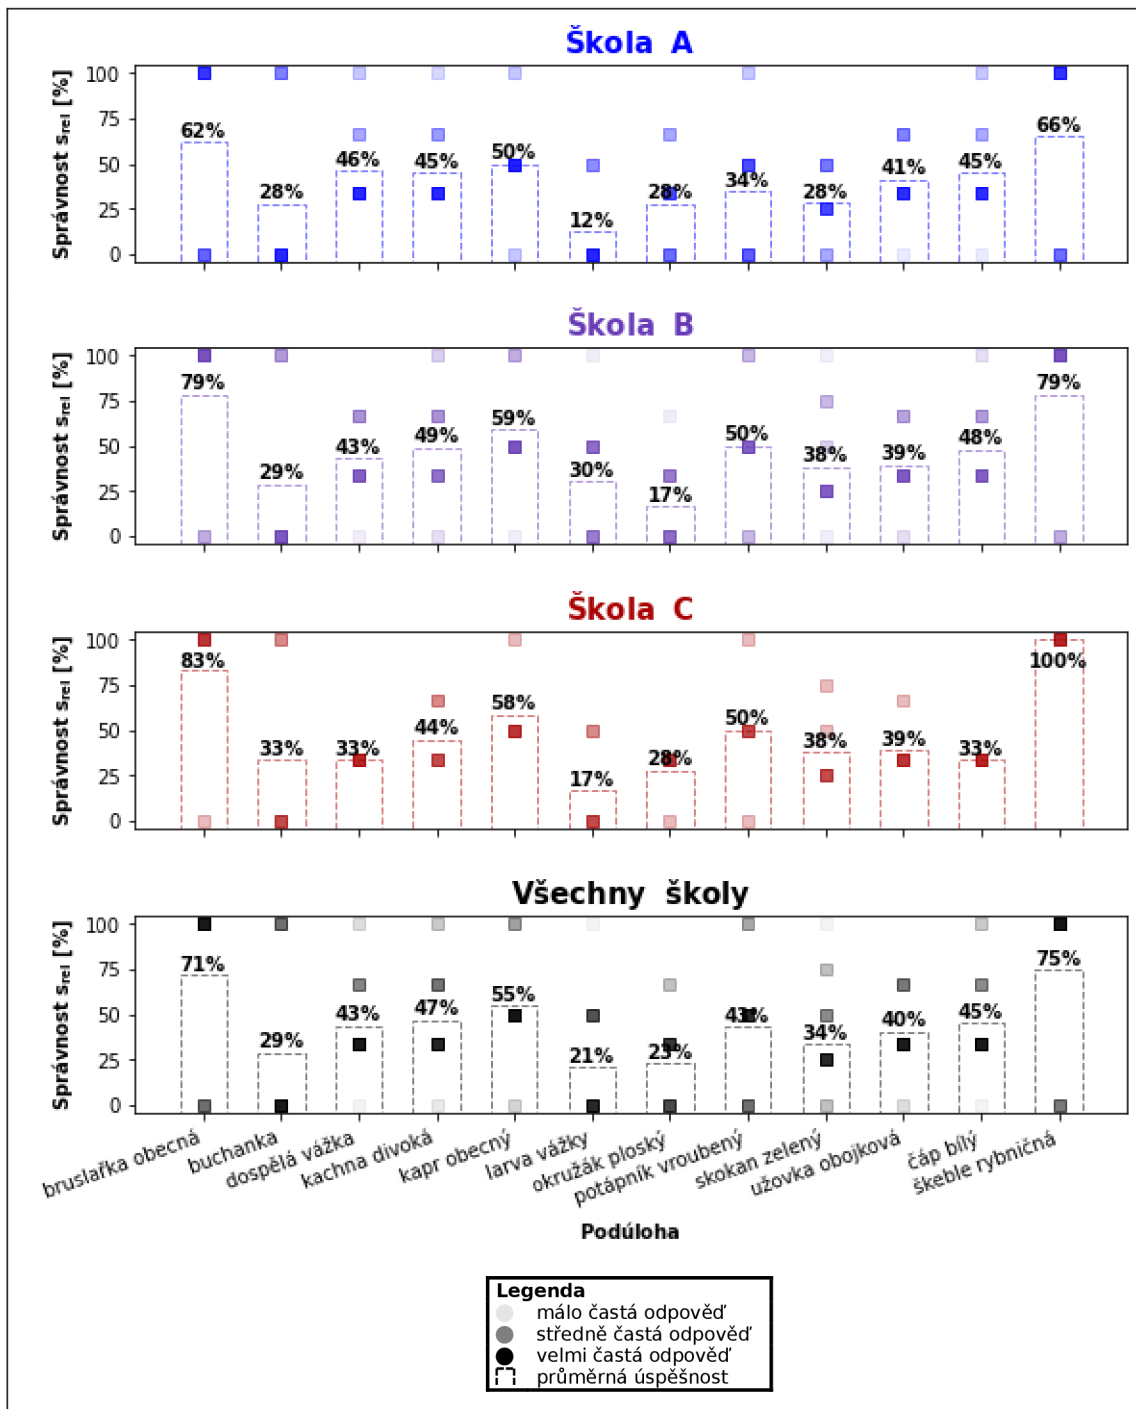 Škola A
Správnost s_rel [%]
100
75
50
25
0
62%
28%
46%
45%
50%
12%
28%
34%
28%
41%
45%
66%
Škola B
Správnost s_rel [%]
100
75
50
25
0
79%
29%
43%
49%
59%
30%
17%
50%
38%
39%
48%
79%
Škola C
Správnost s_rel [%]
100
75
50
25
0
83%
33%
33%
44%
58%
17%
28%
50%
38%
39%
33%
100%
Všechny školy
Správnost s_rel [%]
100
75
50
25
0
71%
29%
43%
47%
55%
21%
23%
43%
34%
40%
45%
75%
bruslařka obecná
buchanka
dospělá vážka
kachna divoká
kapr obecný
larva vážky
okružák ploský
potápník vroubený
skokan zelený
užovka obojková
čáp bílý
škeble rybničná
Podúloha
Legenda
málo častá odpověď
středně častá odpověď
velmi častá odpověď
průměrná úspěšnost